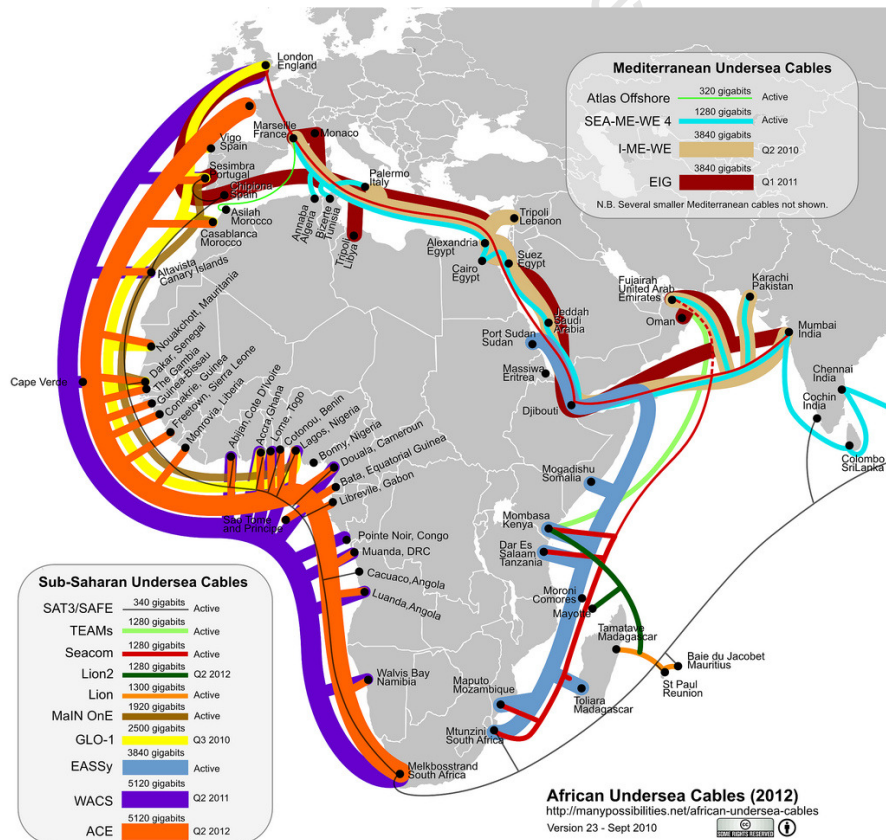 London
England
Vigo
Spain
Marseille
France
Monaco
Sesimbra
Portugal
Chipiona
Spain
Palermo
Italy
Asilah
Morocco
Casablanca
Morocco
Annaba
Algeria
Bizerte
Tunisia
Tripoli
Libya
Tripoli
Lebanon
Alexandria
Egypt
Cairo
Egypt
Suez
Egypt
Altavista
Canary Islands
Jeddah
Saudi
Arabia
Fujairah
United Arab
Emirates
Oman
Karachi
Pakistan
Mumbai
India
Port Sudan
Sudan
Massiwa
Eritrea
Djibouti
Chennai
India
Cochin
India
Colombo
SriLanka
Nouakchott, Mauritania
Cape Verde
Dakar, Senegal
The Gambia
Guinea-Bissau
Conakrie, Guinea
Freetown, Sierra Leone
Monrovia, Liberia
Abijan,Cote D'Ivoire
Accra,Ghana
Lome, Togo
Cotonou, Benin
Lagos, Nigeria
Bonny, Nigeria
Douala, Cameroun
Bata, Equatorial Guinea
Libreville, Gabon
Sao Tome
and Principe
Pointe Noir, Congo
Muanda, DRC
Cacuaco,Angola
Luanda,Angola
Walvis Bay
Namibia
Melkbosstrand
South Africa
Mogadishu
Somalia
Mombasa
Kenya
Dar Es
Salaam
Tanzania
Moroni
Comores
Mayotte
Tamatave
Madagascar
Baie du Jacobet
Mauritius
St Paul
Reunion
Maputo
Mozambique
Toliara
Madagascar
Mtunzini
South Africa
Mediterranean Undersea Cables
Atlas Offshore 320 gigabits Active
SEA-ME-WE 4 1280 gigabits Active
I-ME-WE 3840 gigabits Q2 2010
EIG 3840 gigabits Q1 2011
N.B. Several smaller Mediterranean cables not shown.
Sub-Saharan Undersea Cables
SAT3/SAFE 340 gigabits Active
TEAMs 1280 gigabits Active
Seacom 1280 gigabits Active
Lion2 1280 gigabits Q2 2012
Lion 1300 gigabits Active
MaIN OnE 1920 gigabits Active
GLO-1 2500 gigabits Q3 2010
EASSy 3840 gigabits Active
WACS 5120 gigabits Q2 2011
ACE 5120 gigabits Q2 2012
African Undersea Cables (2012)
http://manypossibilities.net/african-undersea-cables
Version 23 - Sept 2010
cc
SOME RIGHTS RESERVED